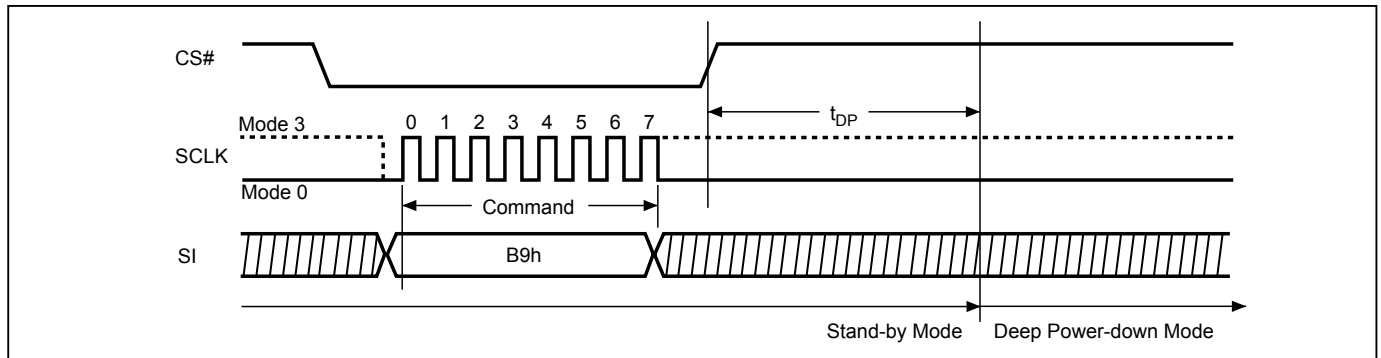 CS#
tDP
Mode 3
0 1 2 3 4 5 6 7
SCLK
Mode 0
Command
SI
B9h
Stand-by Mode
Deep Power-down Mode